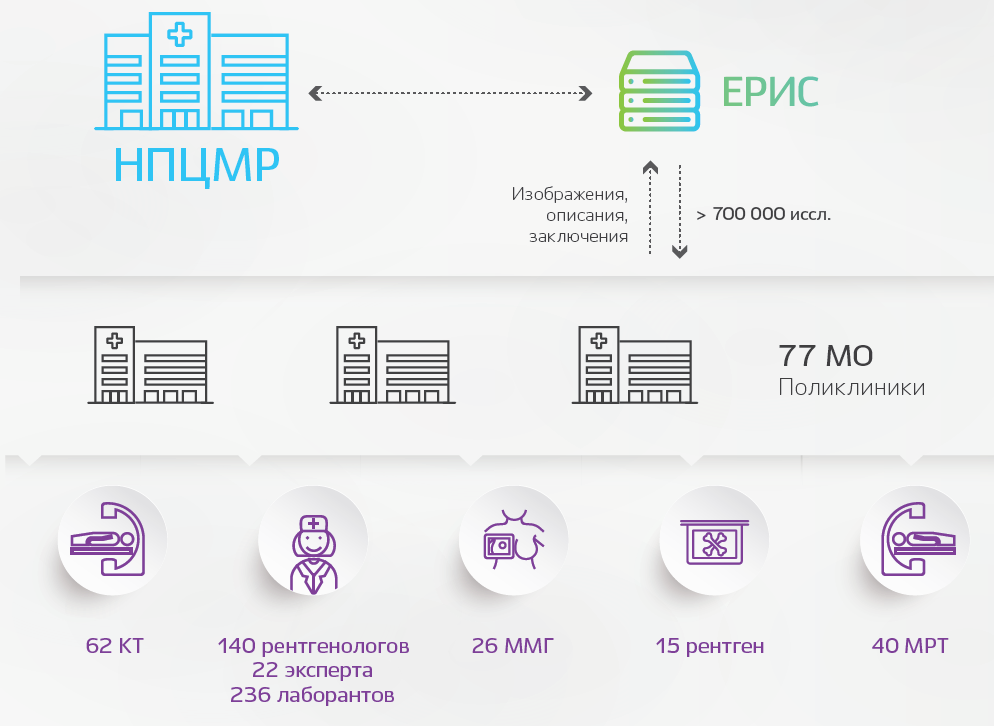 НПЦМР
ЕРИС
Изображения,
описания,
заключения
> 700 000 иссл.
77 МО
Поликлиники
62 КТ
140 рентгенологов
22 эксперта
236 лаборантов
26 ММГ
15 рентген
40 МРТ